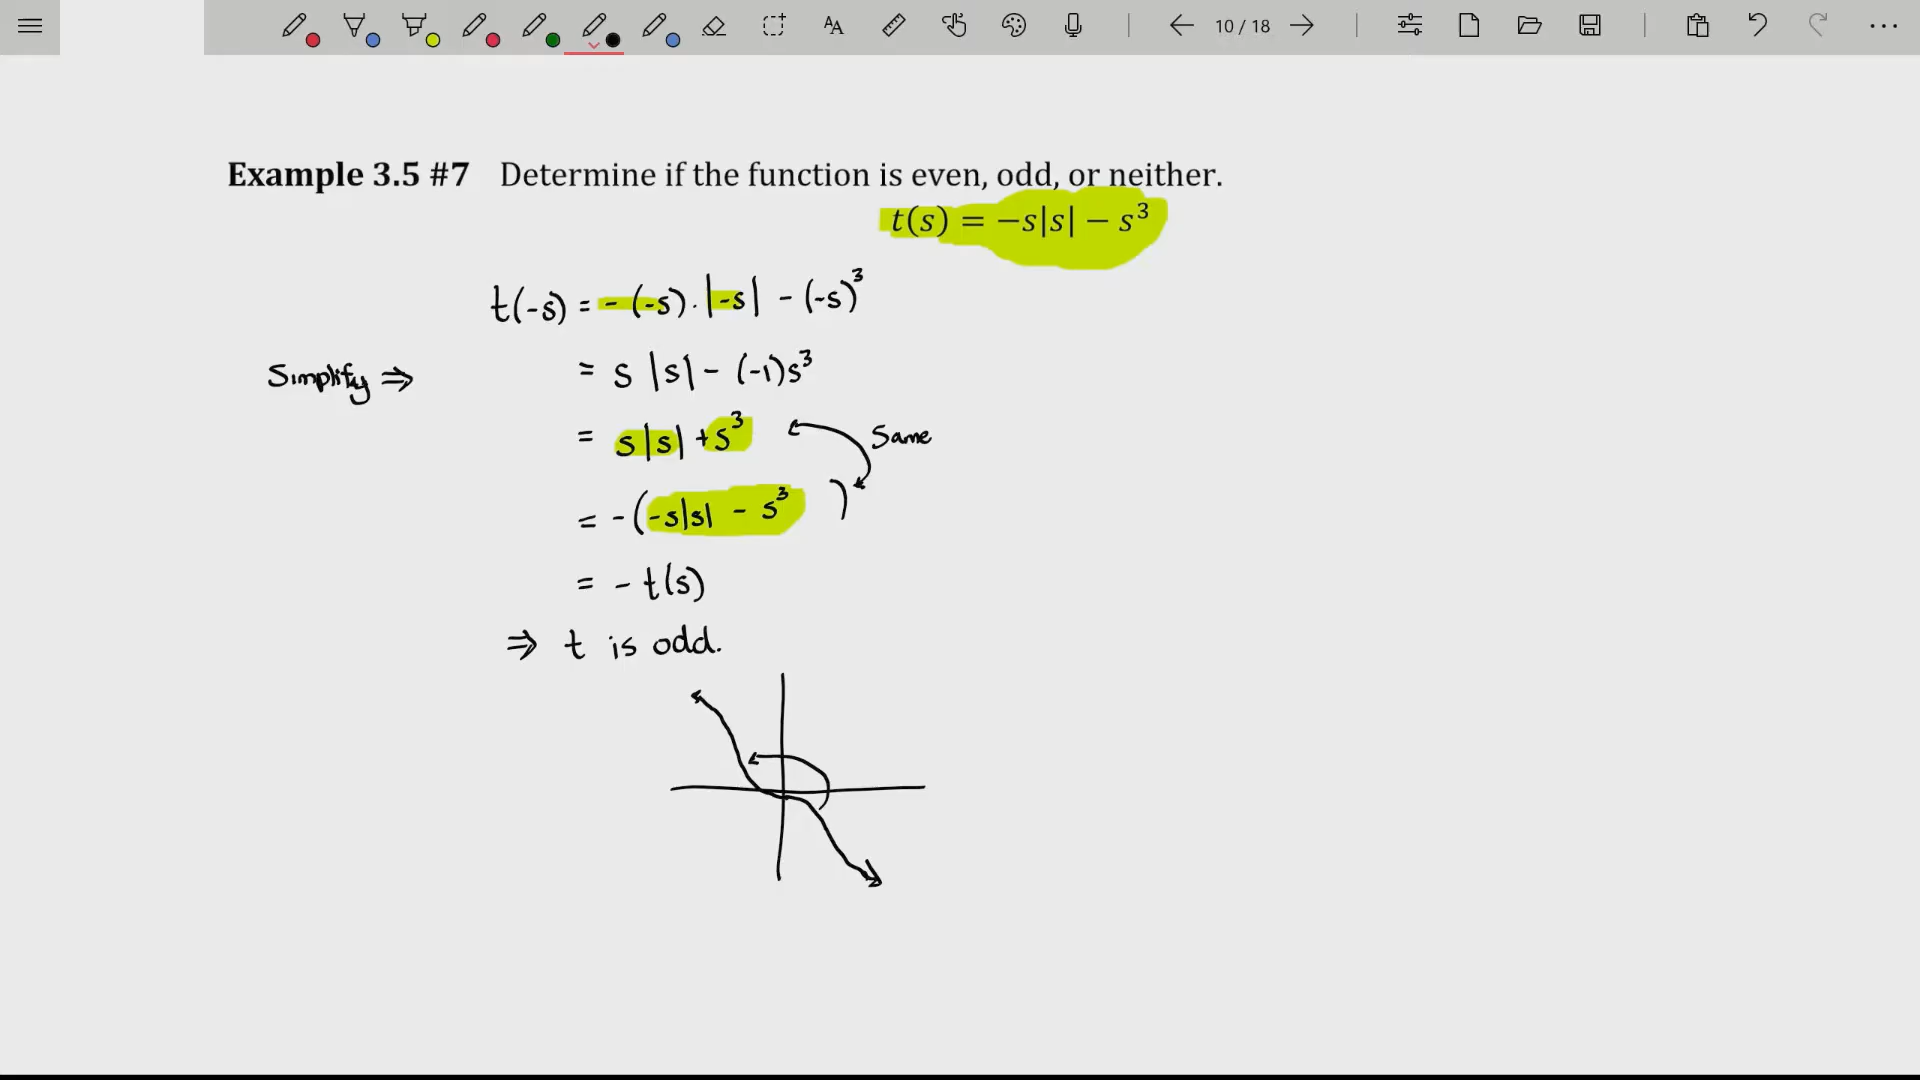 10 / 18
Example 3.5 #7 Determine if the function is even, odd, or neither.
t(s) = −s|s| − s³
t(-s) = - (-s) · |-s| - (-s)³
Simplify ⇒ = s |s| - (-1)s³
= s|s| + s³
Same
= - (-s|s| - s³ )
= - t(s)
⇒ t is odd.